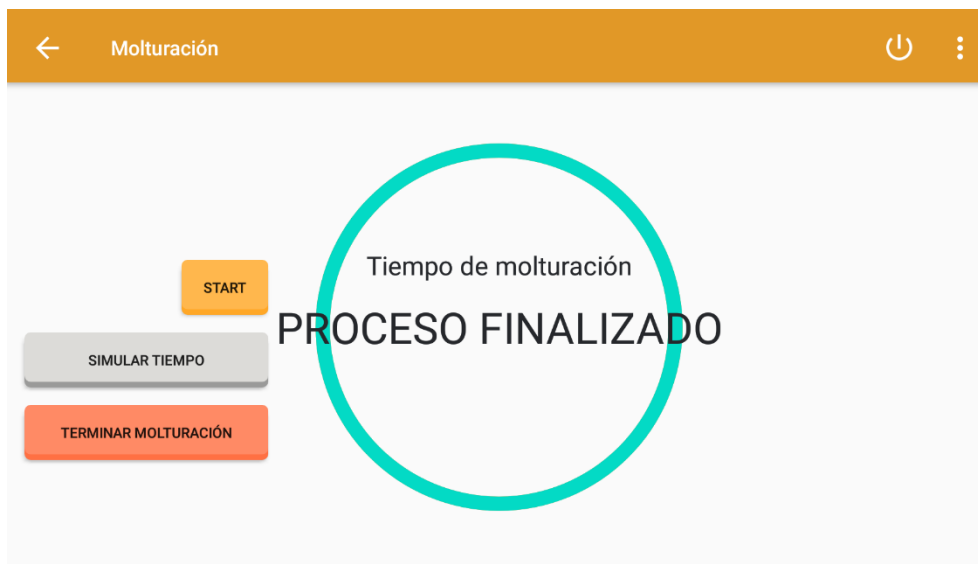 Molturación
Tiempo de molturación
START
PROCESO FINALIZADO
SIMULAR TIEMPO
TERMINAR MOLTURACIÓN